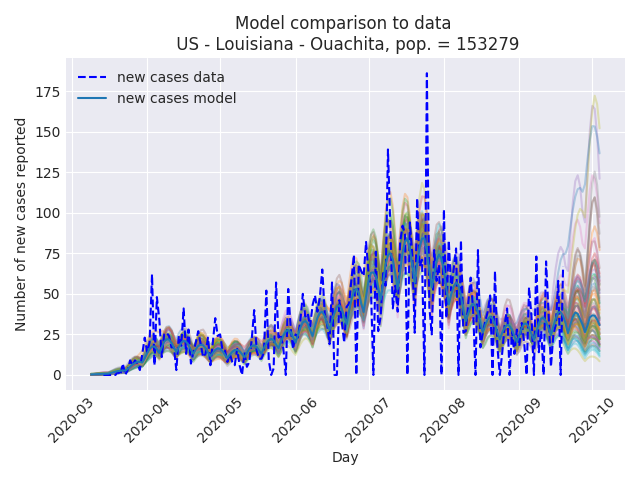 Model comparison to data
US - Louisiana - Ouachita, pop. = 153279
new cases data
new cases model
Number of new cases reported
175
150
125
100
75
50
25
0
2020-03
2020-04
2020-05
2020-06
2020-07
2020-08
2020-09
2020-10
Day